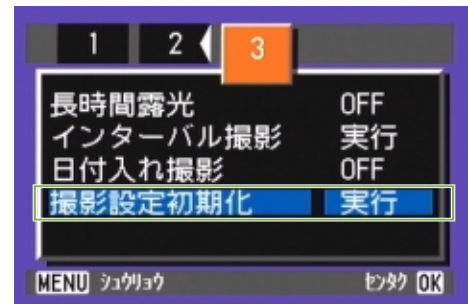 1 2 3
長時間露光 OFF
インターバル撮影 実行
日付入れ撮影 OFF
撮影設定初期化 実行
MENU ｼｭｳﾘｮｳ ｾﾝﾀｸ OK